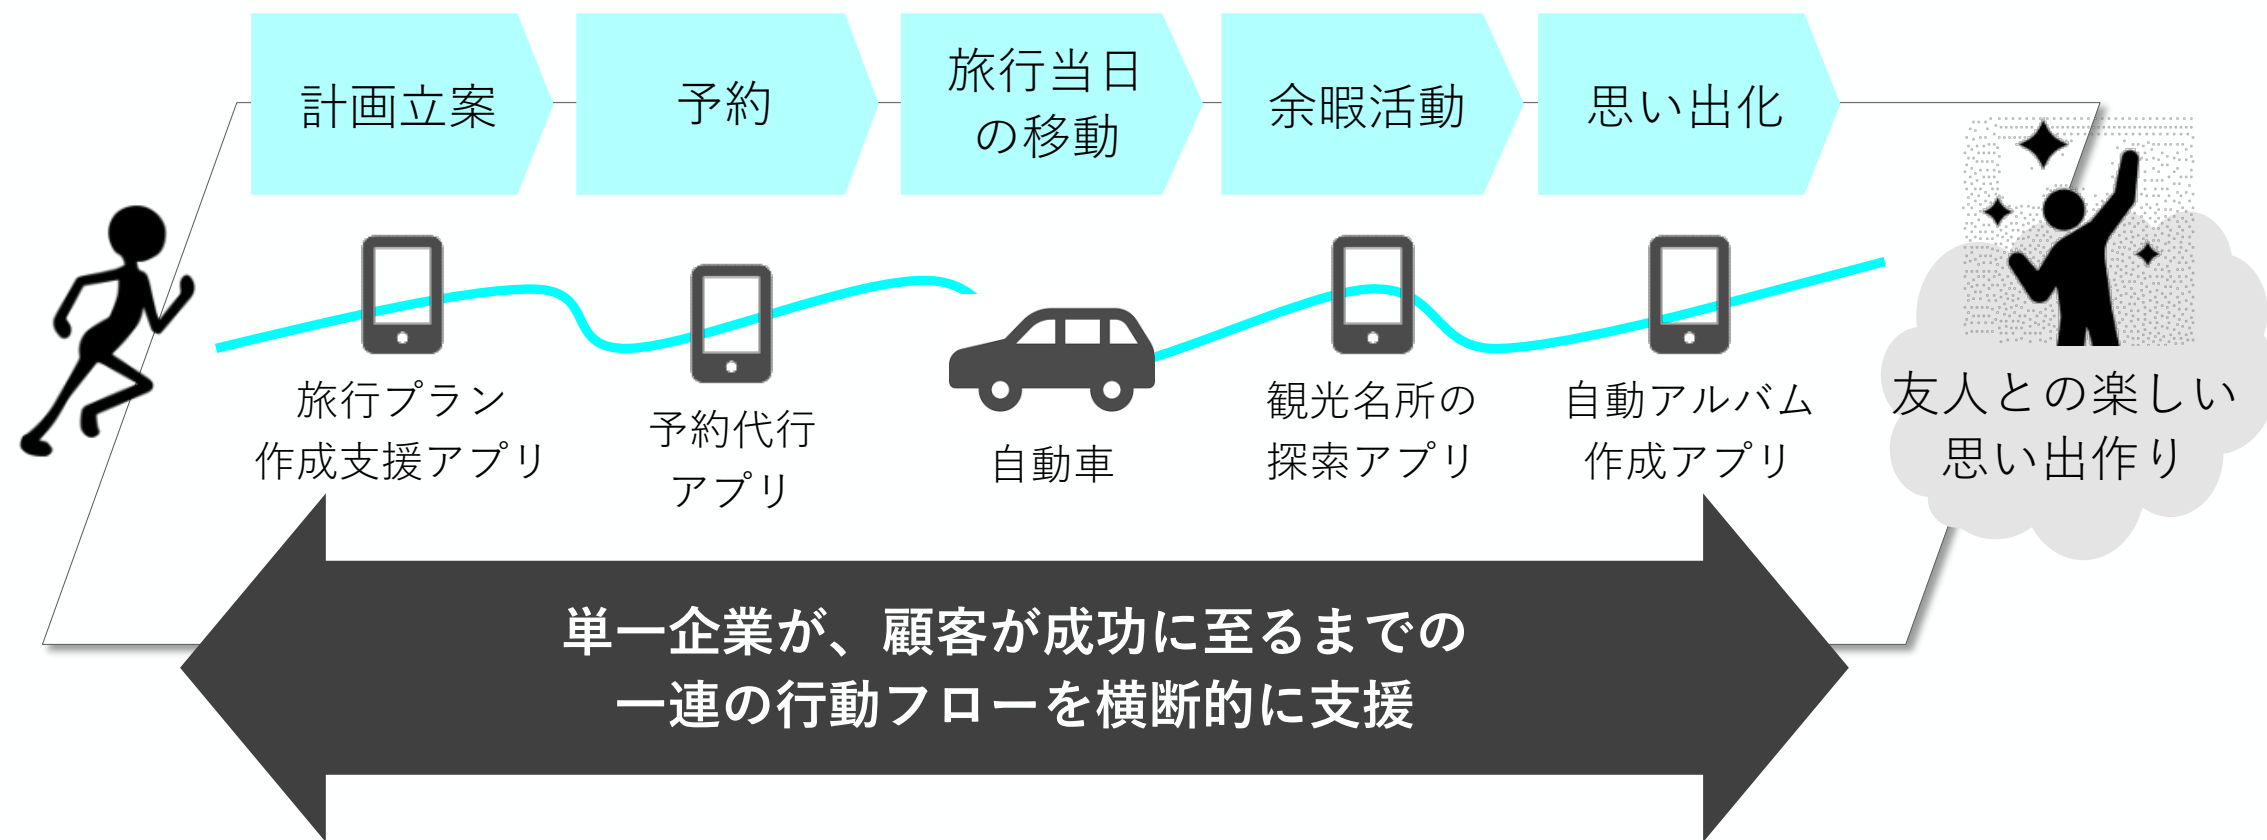 計画立案
予約
旅行当日
の移動
余暇活動
思い出化
旅行プラン
作成支援アプリ
予約代行
アプリ
自動車
観光名所の
探索アプリ
自動アルバム
作成アプリ
友人との楽しい
思い出作り
単一企業が、顧客が成功に至るまでの
一連の行動フローを横断的に支援